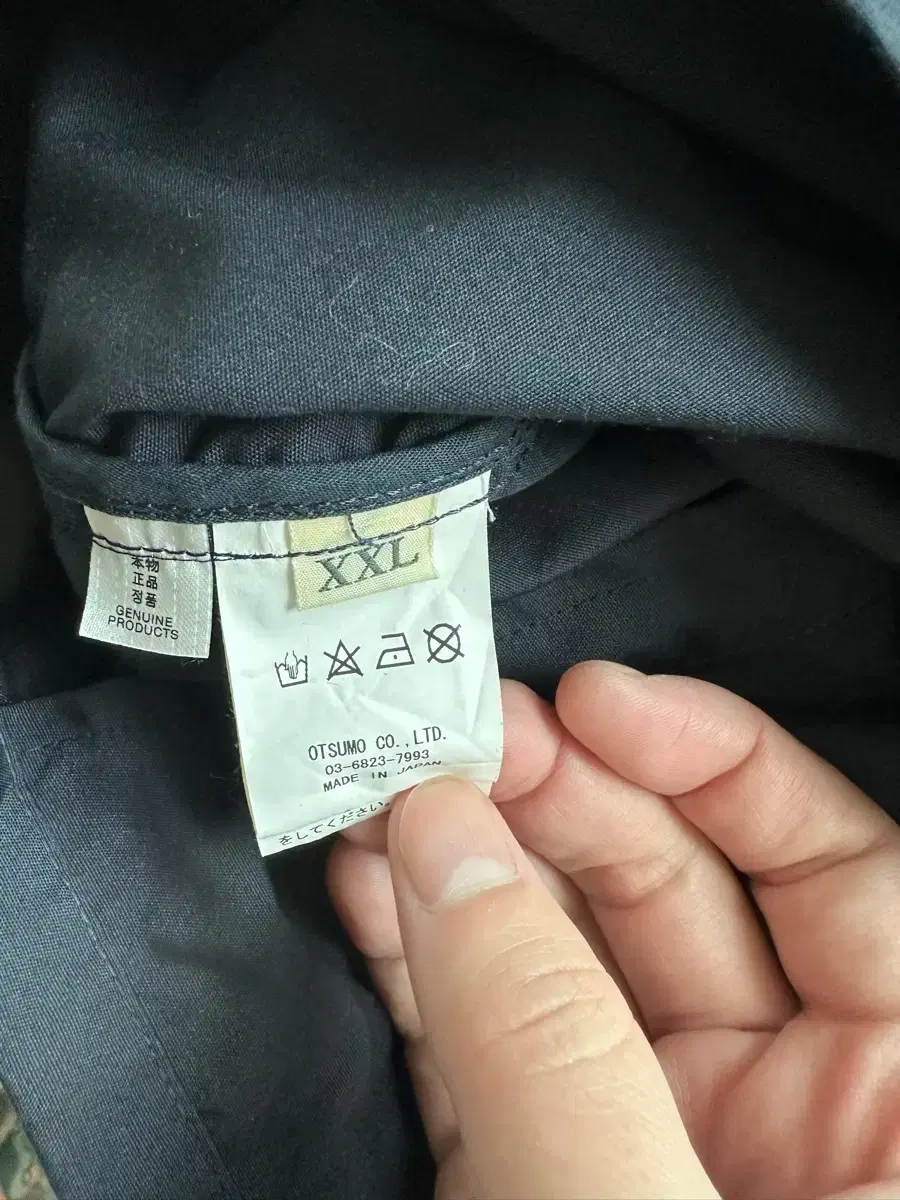 本物
正品
정품
GENUINE
PRODUCTS
XXL
OTSUMO CO.,LTD.
03-6823-7993
MADE IN JAPAN
をしてください。